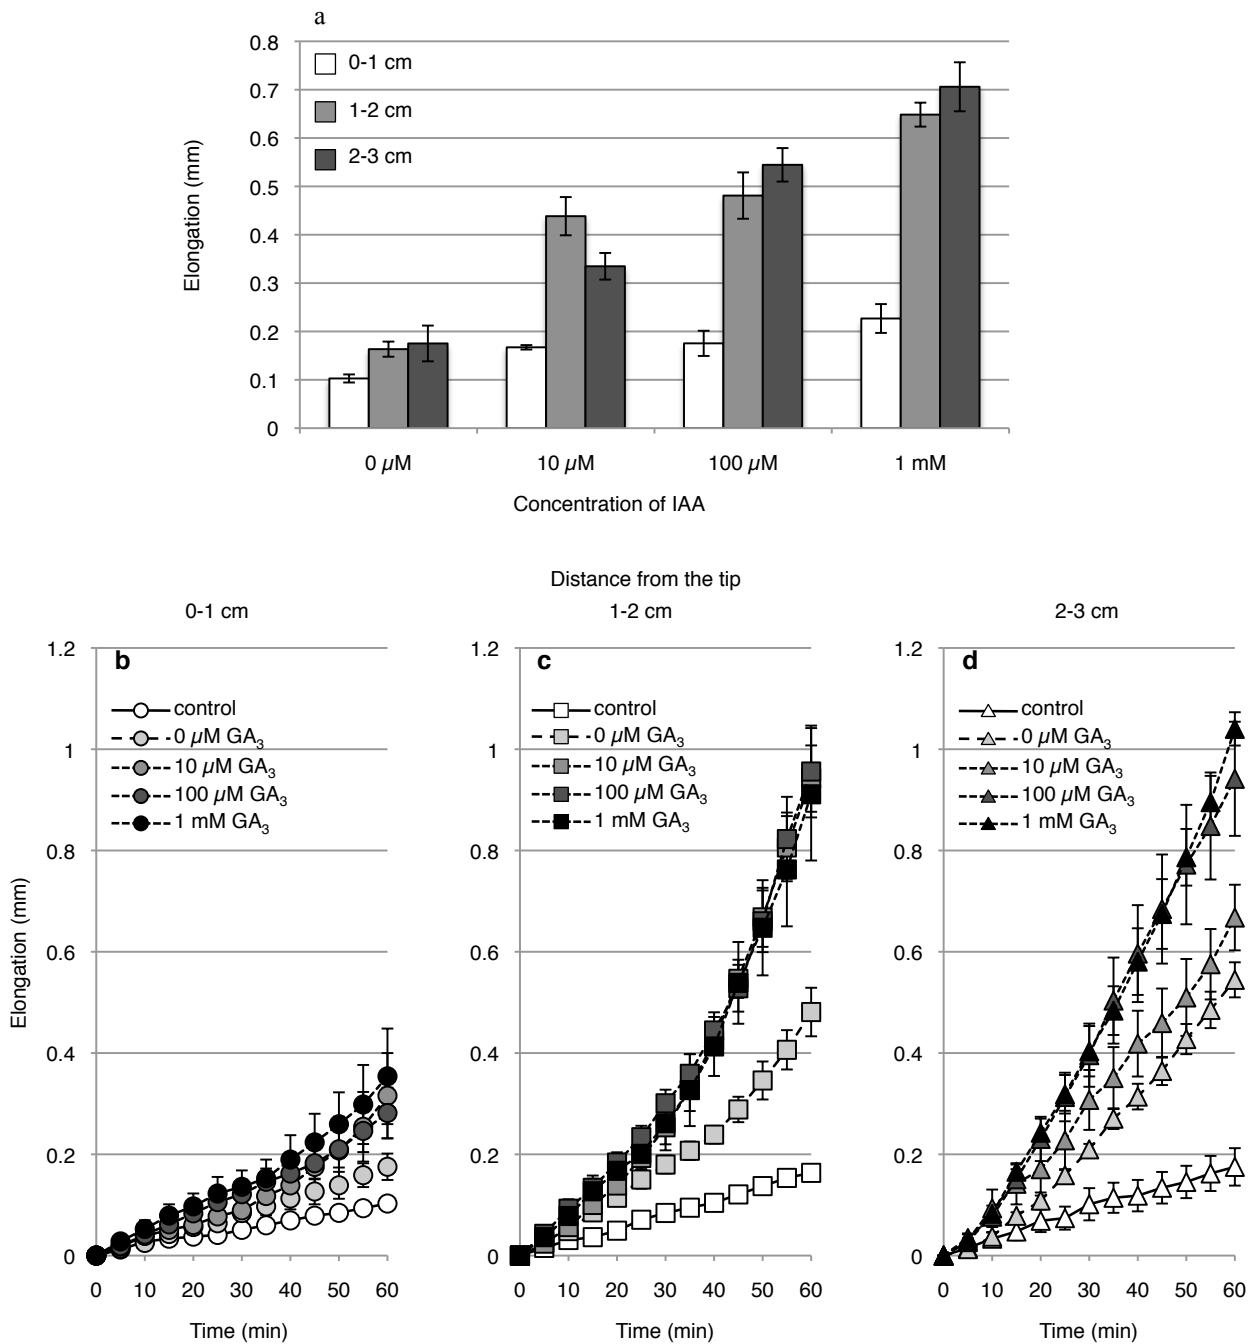 a
0.8
0.7
0.6
0.5
0.4
0.3
0.2
0.1
0
Elongation (mm)
0-1 cm
1-2 cm
2-3 cm
0 µM
10 µM
100 µM
1 mM
Concentration of IAA
Distance from the tip
0-1 cm
1-2 cm
2-3 cm
Elongation (mm)
1.2
1
0.8
0.6
0.4
0.2
0
b
control
0 µM GA₃
10 µM GA₃
100 µM GA₃
1 mM GA₃
0 10 20 30 40 50 60
Time (min)
1.2
1
0.8
0.6
0.4
0.2
0
c
control
0 µM GA₃
10 µM GA₃
100 µM GA₃
1 mM GA₃
0 10 20 30 40 50 60
Time (min)
1.2
1
0.8
0.6
0.4
0.2
0
d
control
0 µM GA₃
10 µM GA₃
100 µM GA₃
1 mM GA₃
0 10 20 30 40 50 60
Time (min)